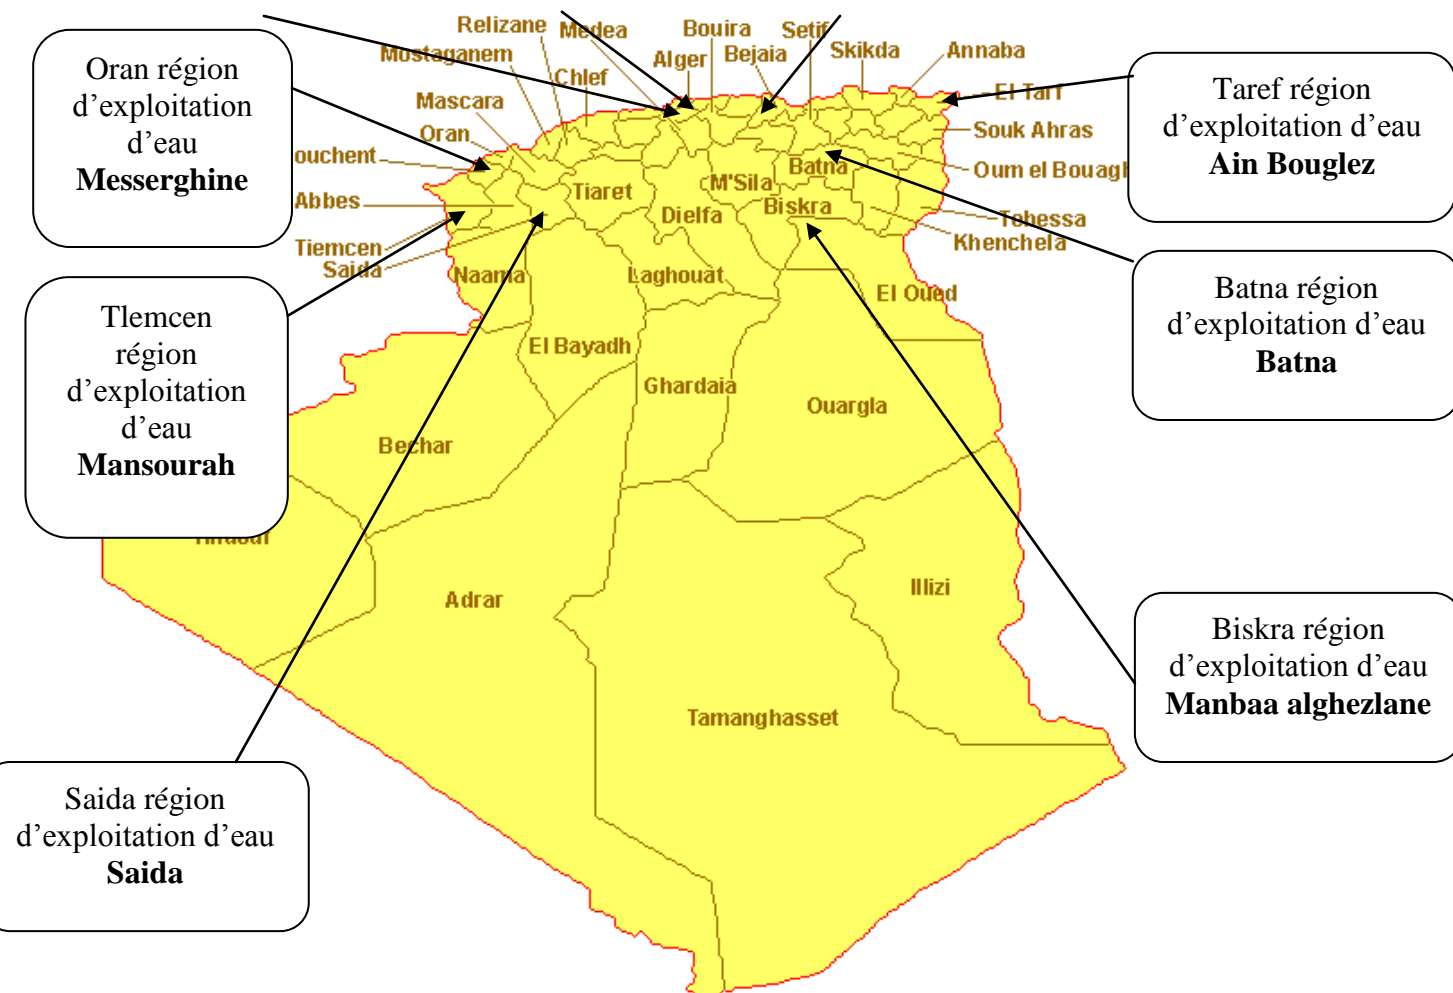 Relizane
Medea
Bouira
Setif
Mostaganem
Alger
Bejaia
Skikda
Annaba
Chlef
El Tarf
Mascara
Oran
Souk Ahras
ouchent
Oum el Bouagh
Batna
M'Sila
Tiaret
Abbes
Biskra
Djelfa
Tebessa
Khenchela
Tiemcen
Saida
Naama
Laghouat
El Oued
El Bayadh
Ghardaia
Ouargla
Bechar
Illizi
Adrar
Tamanghasset
Oran région
d’exploitation
d’eau
Messerghine
Tlemcen
région
d’exploitation
d’eau
Mansourah
Saida région
d’exploitation d’eau
Saida
Taref région
d’exploitation d’eau
Ain Bouglez
Batna région
d’exploitation d’eau
Batna
Biskra région
d’exploitation d’eau
Manbaa alghezlane